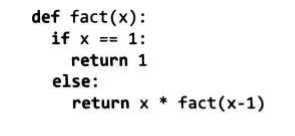 def fact(x):
  if x == 1:
    return 1
  else:
    return x * fact(x-1)